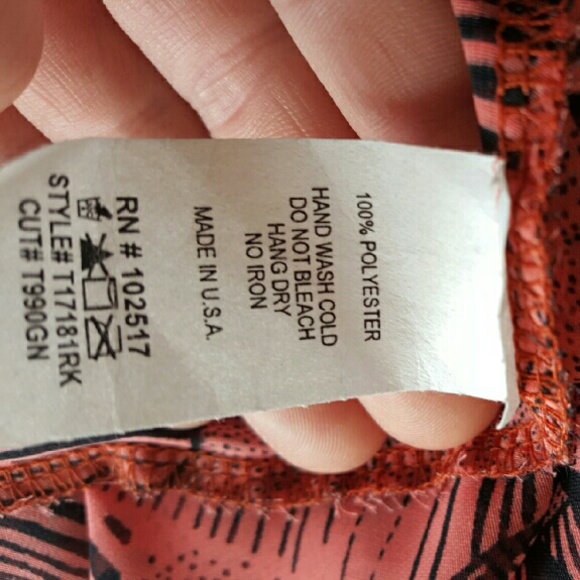 100% POLYESTER
HAND WASH COLD
DO NOT BLEACH
HANG DRY
NO IRON
MADE IN U.S.A.
RN # 102517
STYLE# T17181RK
CUT# T990GN